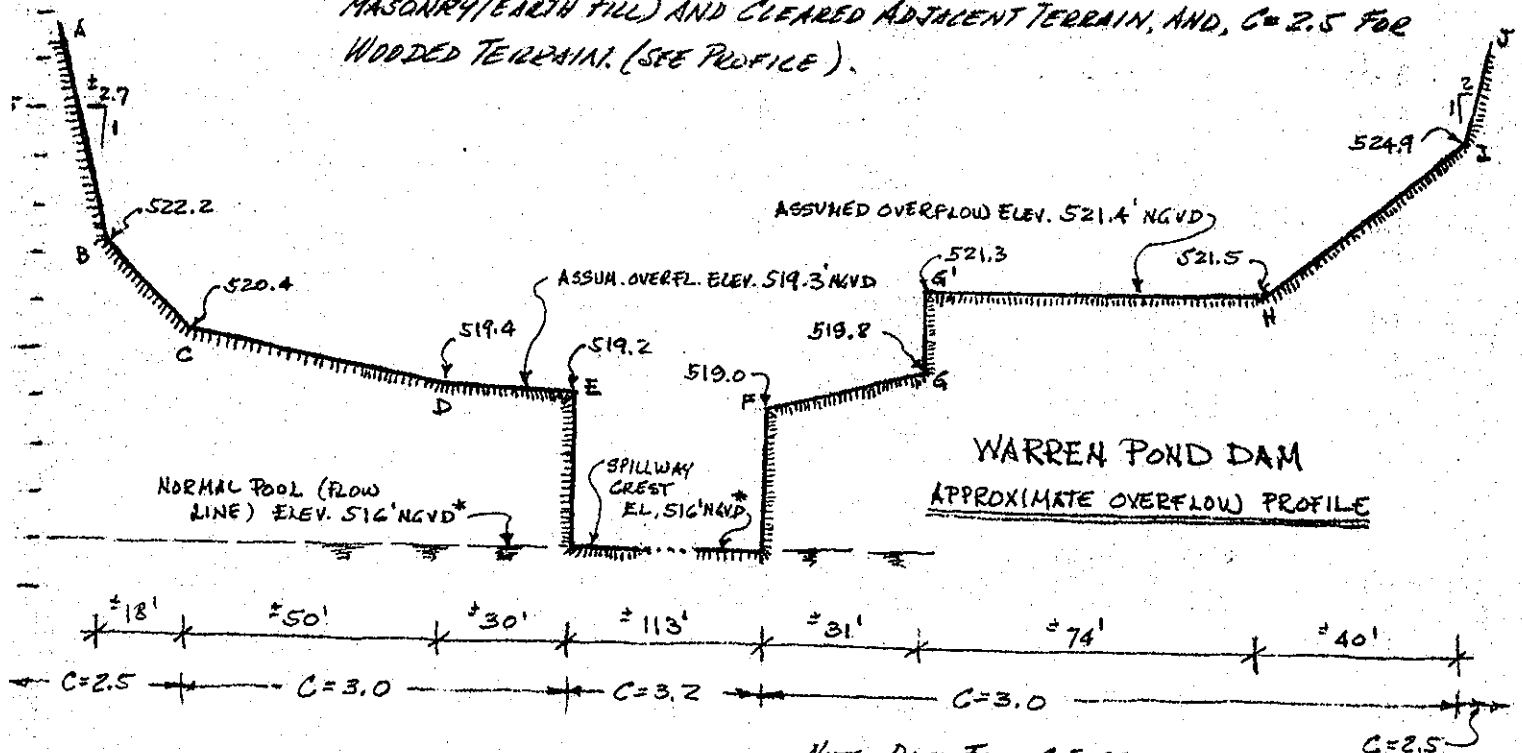 MASONRY/EARTH FILL) AND CLEARED ADJACENT TERRAIN, AND, C=2.5 FOR
WOODED TERRAIN. (SEE PROFILE).
A
J
±2.7
1
2
1
524.9
I
522.2
B
ASSUMED OVERFLOW ELEV. 521.4' NGVD
521.3
G'
521.5
H
520.4
C
ASSUM. OVERFL. ELEV. 519.3' NGVD
519.4
D
519.2
E
519.8
G
519.0
F
WARREN POND DAM
APPROXIMATE OVERFLOW PROFILE
NORMAL POOL (FLOW
LINE) ELEV. 516' NGVD*
SPILLWAY
CREST
EL. 516' NGVD*
±18' ±50' ±30' ±113' ±31' ±74' ±40'
C=2.5 C=3.0 C=3.2 C=3.0
C=2.5